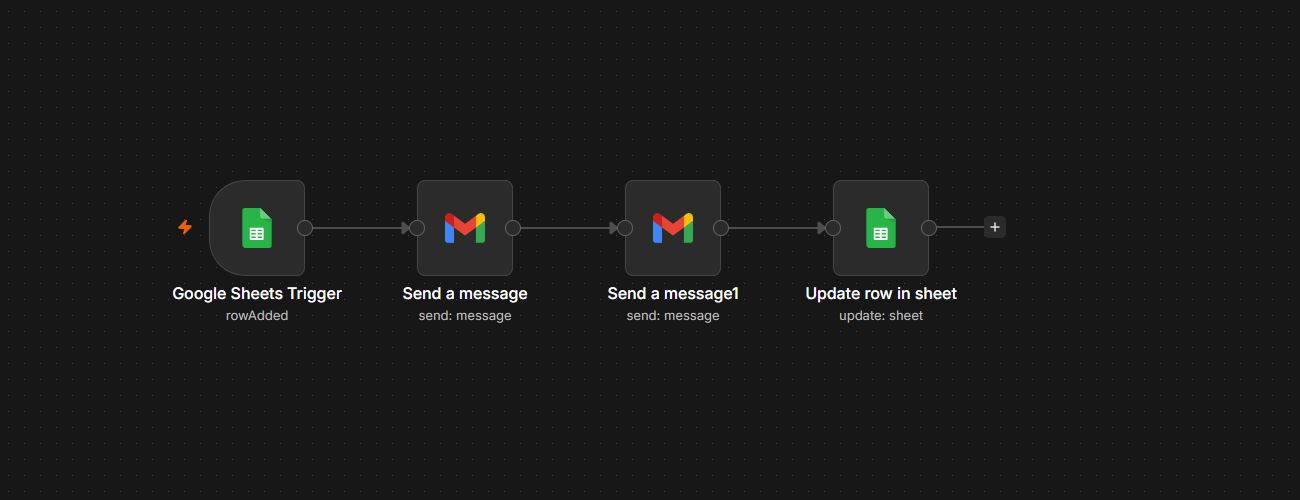 Google Sheets Trigger
rowAdded
Send a message
send: message
Send a message1
send: message
Update row in sheet
update: sheet